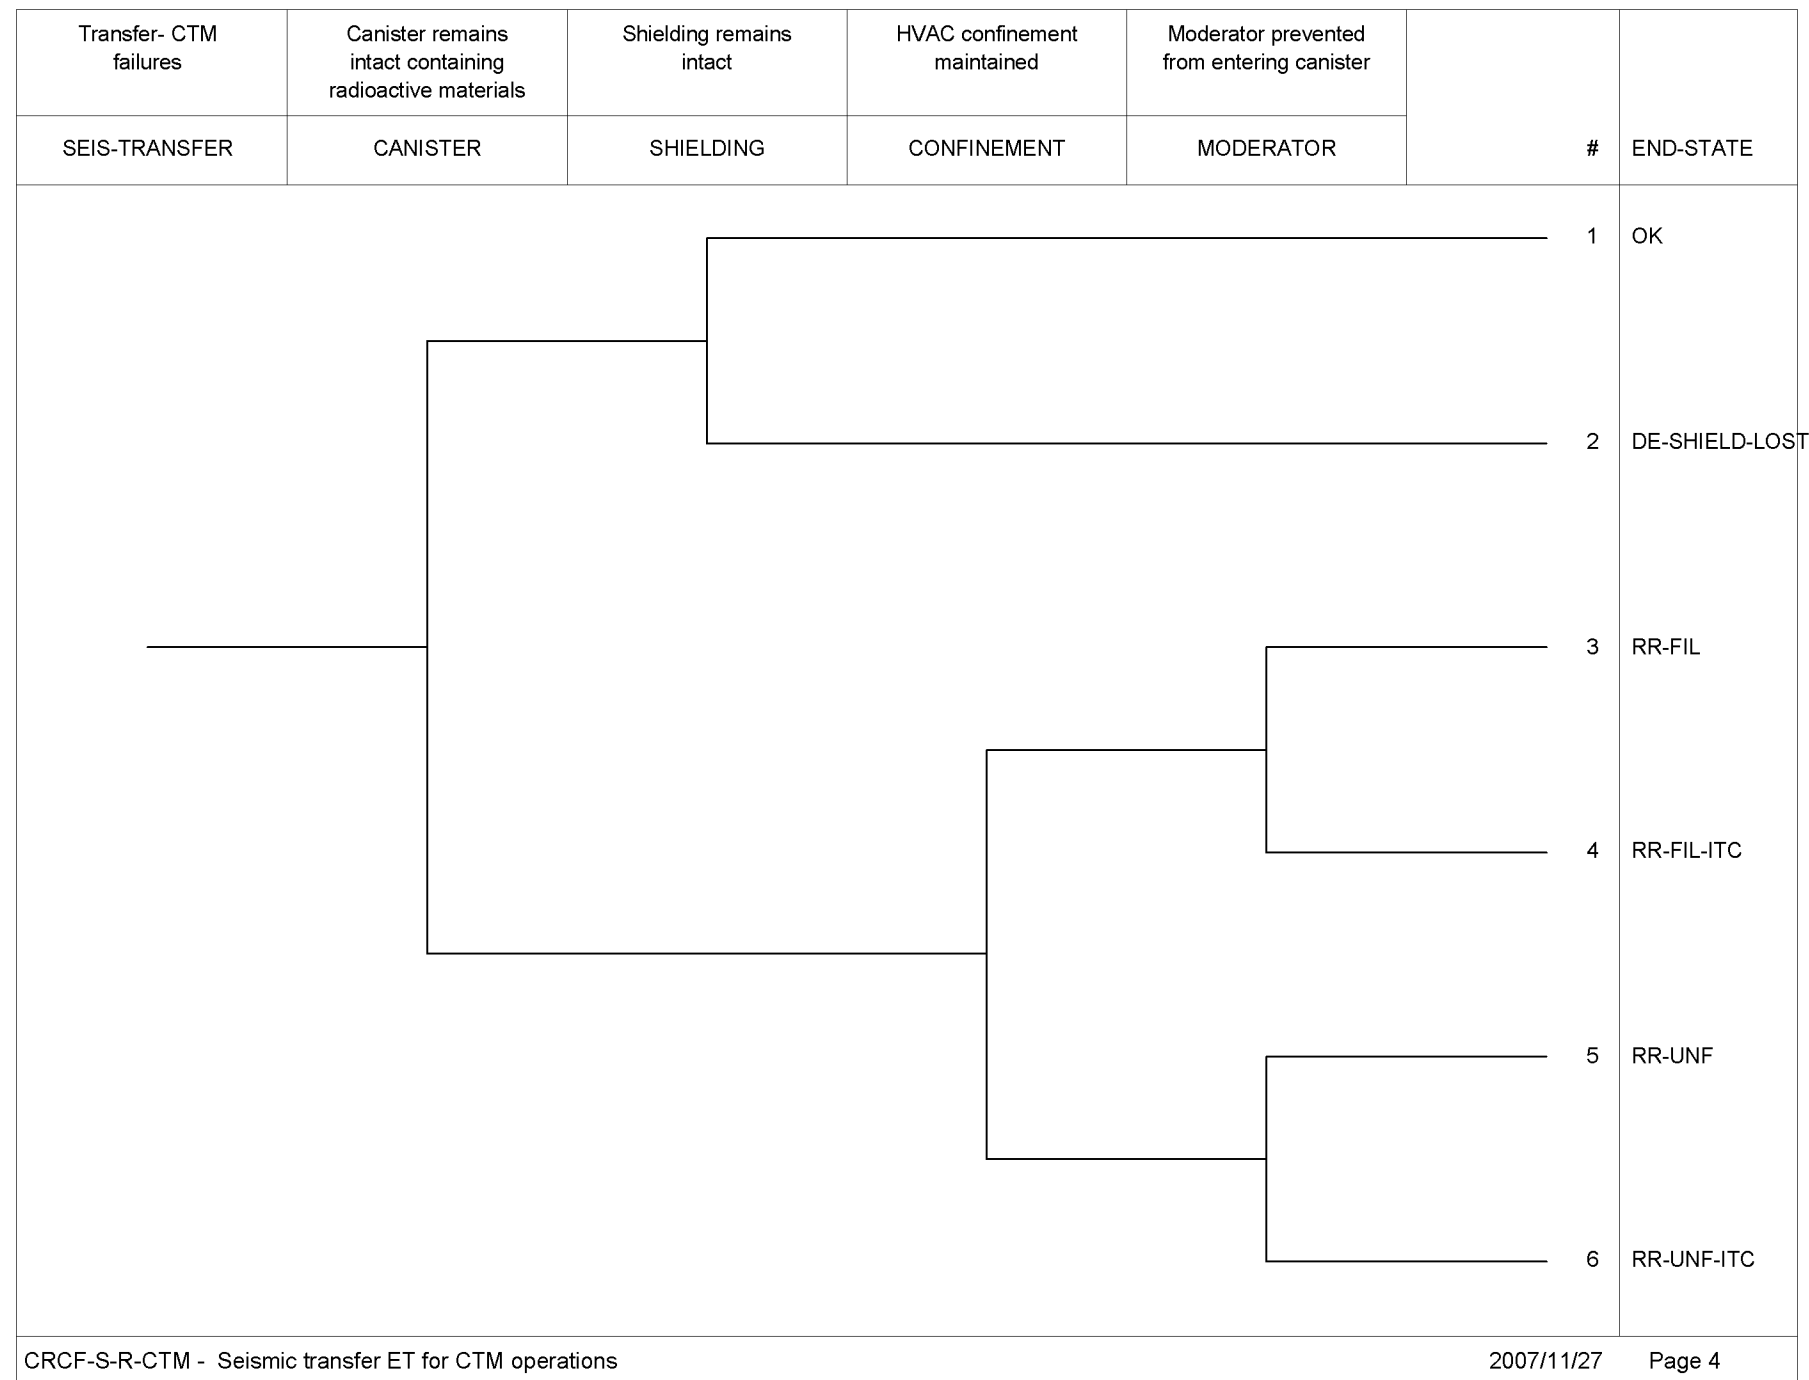 Transfer- CTM
failures
Canister remains
intact containing
radioactive materials
Shielding remains
intact
HVAC confinement
maintained
Moderator prevented
from entering canister
SEIS-TRANSFER
CANISTER
SHIELDING
CONFINEMENT
MODERATOR
#
END-STATE
1 OK
2 DE-SHIELD-LOST
3 RR-FIL
4 RR-FIL-ITC
5 RR-UNF
6 RR-UNF-ITC
CRCF-S-R-CTM - Seismic transfer ET for CTM operations
2007/11/27
Page 4